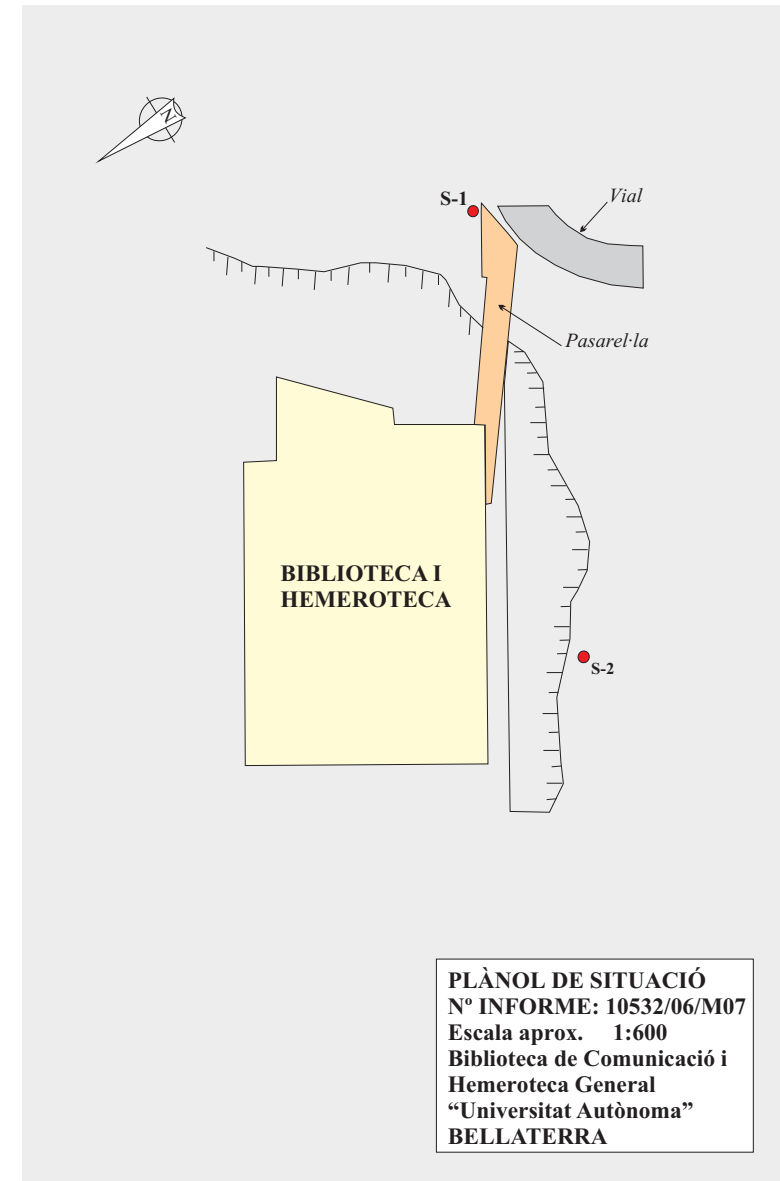 N
S-1
Vial
Pasarel·la
BIBLIOTECA I
HEMEROTECA
S-2
PLÀNOL DE SITUACIÓ
Nº INFORME: 10532/06/M07
Escala aprox. 1:600
Biblioteca de Comunicació i
Hemeroteca General
“Universitat Autònoma”
BELLATERRA